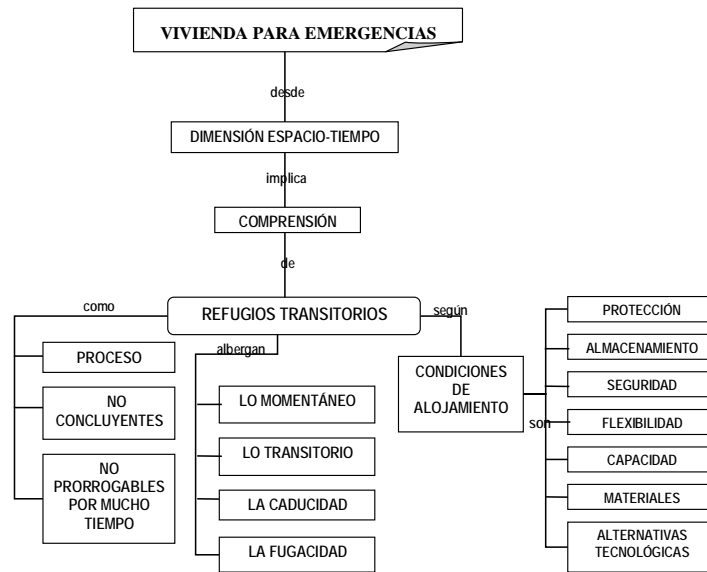 VIVIENDA PARA EMERGENCIAS
desde
DIMENSIÓN ESPACIO-TIEMPO
implica
COMPRENSIÓN
de
REFUGIOS TRANSITORIOS
como
PROCESO
NO
CONCLUYENTES
NO
PRORROGABLES
POR MUCHO
TIEMPO
albergan
LO MOMENTÁNEO
LO TRANSITORIO
LA CADUCIDAD
LA FUGACIDAD
según
CONDICIONES
DE
ALOJAMIENTO
son
PROTECCIÓN
ALMACENAMIENTO
SEGURIDAD
FLEXIBILIDAD
CAPACIDAD
MATERIALES
ALTERNATIVAS
TECNOLÓGICAS